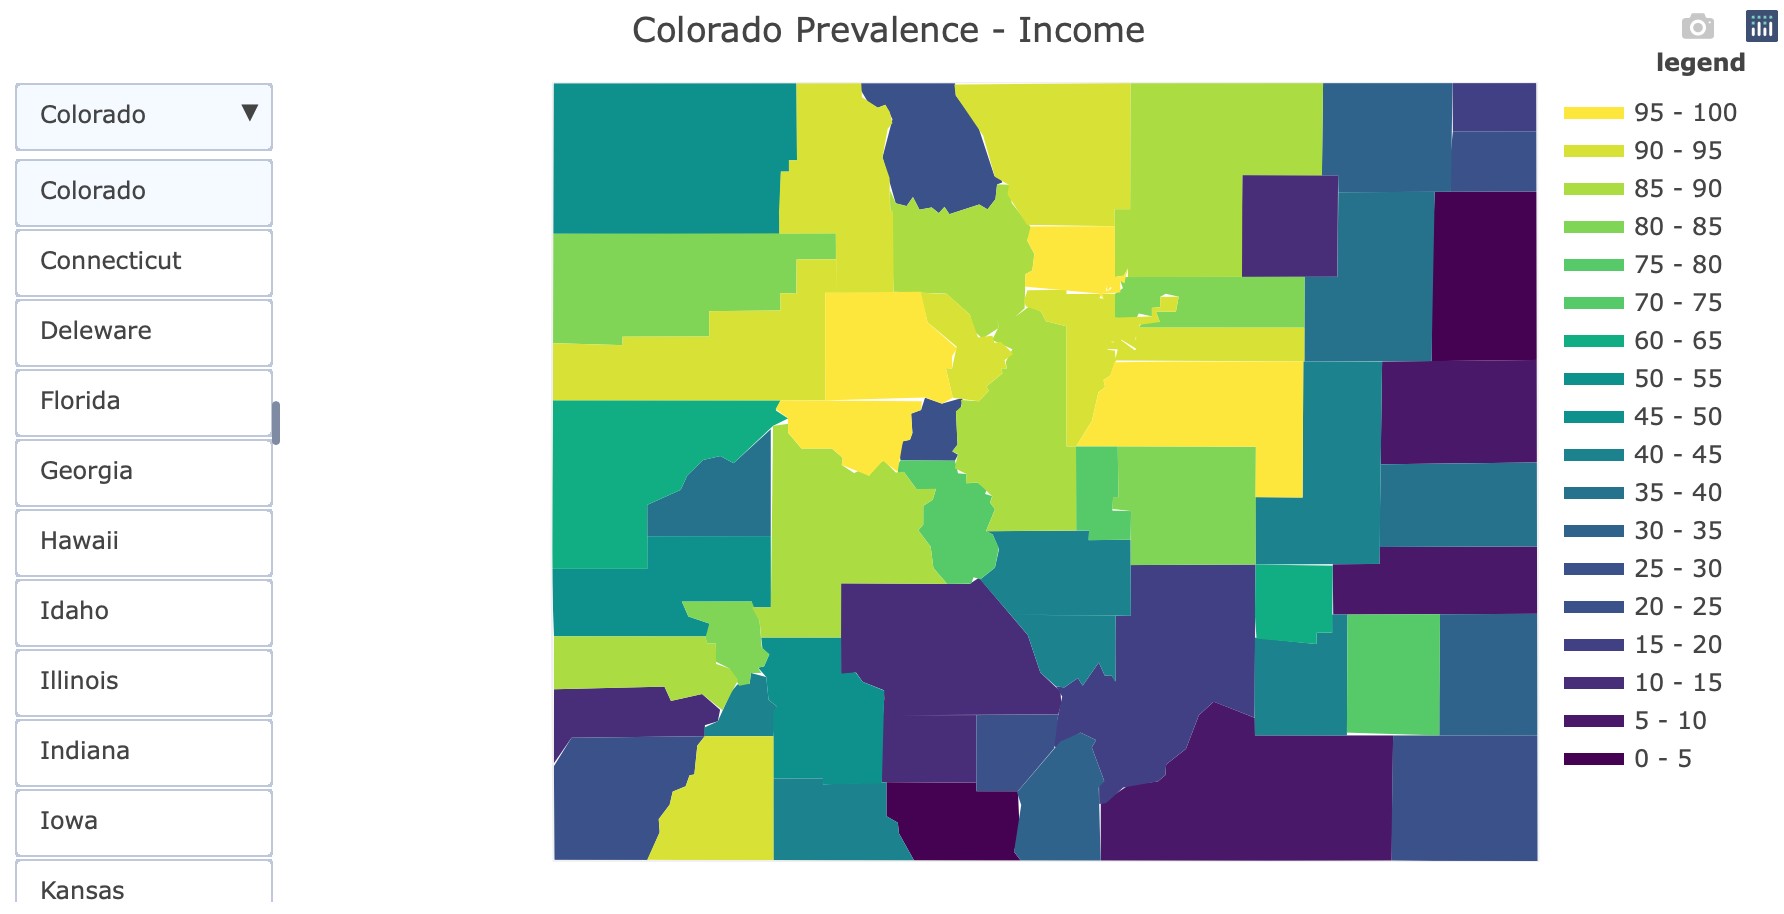 Colorado Prevalence - Income
legend
Colorado ▼
Colorado
Connecticut
Deleware
Florida
Georgia
Hawaii
Idaho
Illinois
Indiana
Iowa
Kansas
95 - 100
90 - 95
85 - 90
80 - 85
75 - 80
70 - 75
60 - 65
50 - 55
45 - 50
40 - 45
35 - 40
30 - 35
25 - 30
20 - 25
15 - 20
10 - 15
5 - 10
0 - 5